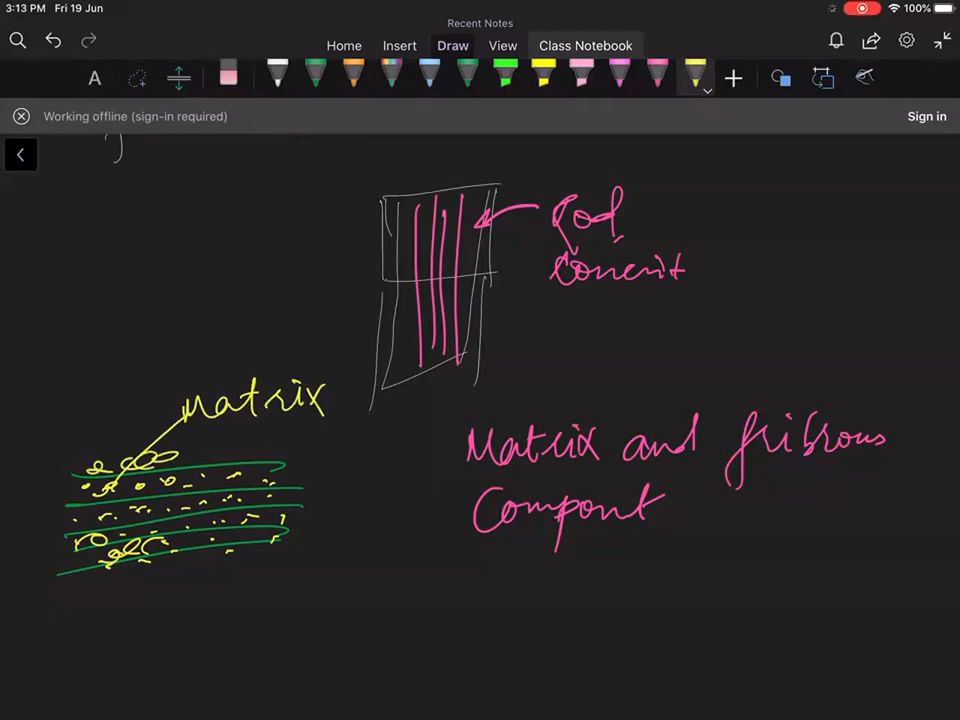 3:13 PM Fri 19 Jun
100%
Recent Notes
Home Insert Draw View Class Notebook
A
Working offline (sign-in required) Sign in
Rod
Concrit
Matrix
Matrix and fribrous
Compont